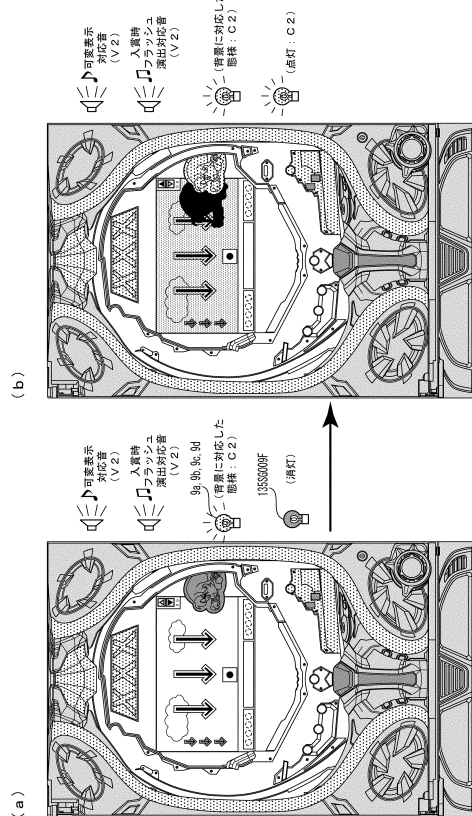 (a)
可変表示
対応音
(V2)
入賞時
フラッシュ
演出対応音
(V2)
9a, 9b, 9c, 9d
(背景に対応した
態様：C2)
135SG009F
(消灯)
(b)
可変表示
対応音
(V2)
入賞時
フラッシュ
演出対応音
(V2)
(背景に対応した
態様：C2)
(点灯：C2)